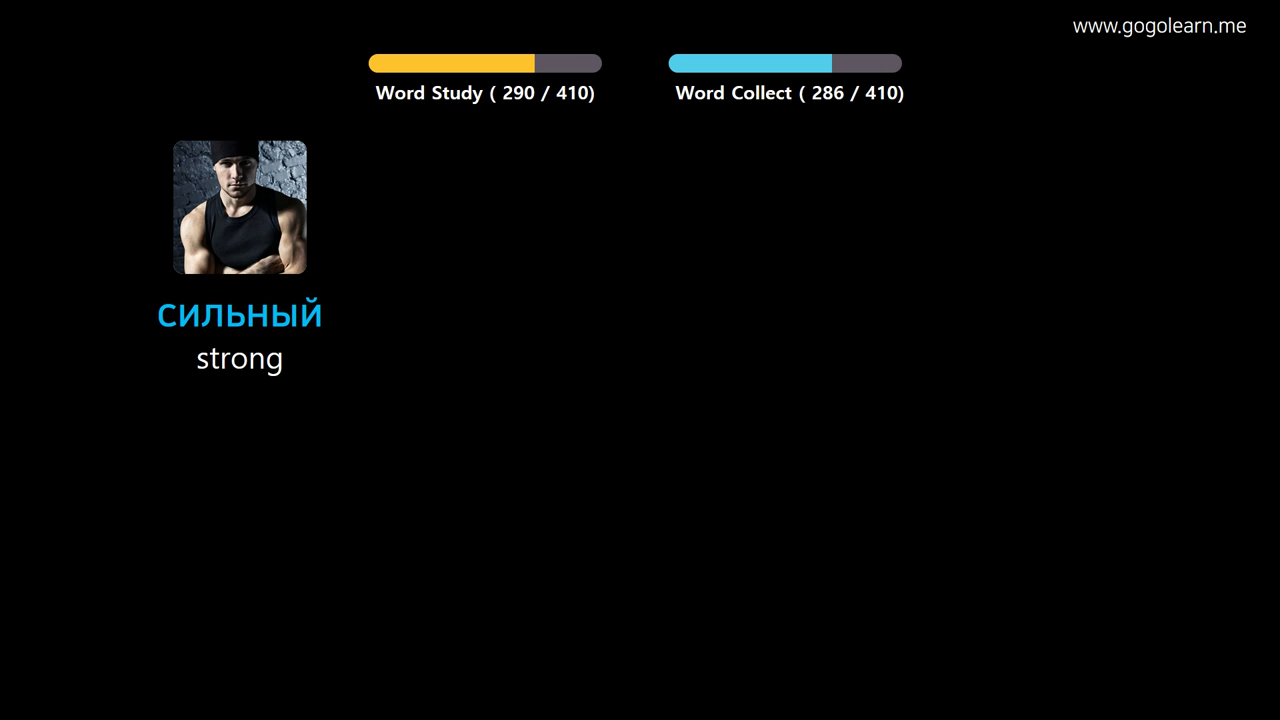 www.gogolearn.me
Word Study ( 290 / 410)
Word Collect ( 286 / 410)
сильный
strong